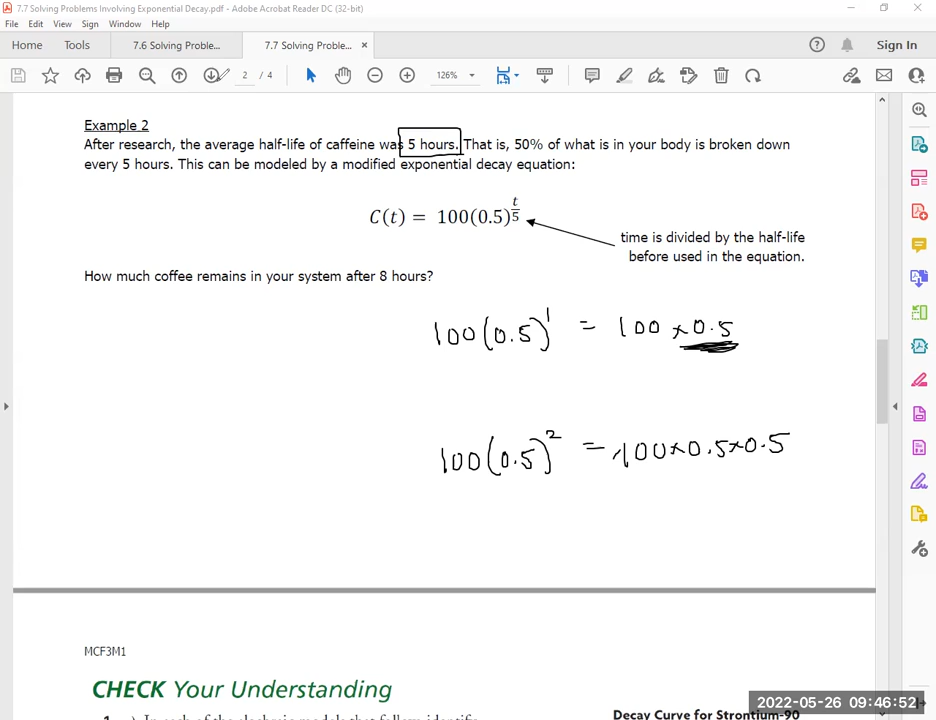 7.7 Solving Problems Involving Exponential Decay.pdf - Adobe Acrobat Reader DC (32-bit)
File Edit View Sign Window Help
Home Tools 7.6 Solving Proble... 7.7 Solving Proble... × Sign In
2 / 4 126%
Example 2
After research, the average half-life of caffeine was 5 hours. That is, 50% of what is in your body is broken down
every 5 hours. This can be modeled by a modified exponential decay equation:
C(t) = 100(0.5)^(t/5)
time is divided by the half-life
before used in the equation.
How much coffee remains in your system after 8 hours?
100(0.5)^1 = 100 × 0.5
100(0.5)^2 = 100×0.5×0.5
MCF3M1
CHECK Your Understanding
Decay Curve for Strontium-90
2022-05-26 09:46:52